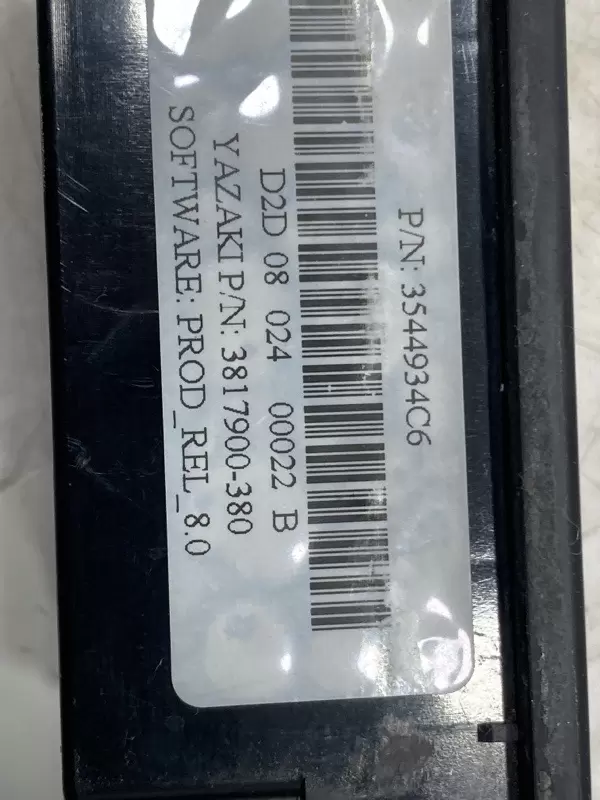 P/N: 3544934C6
D2D 08 024 00022 B
YAZAKI P/N: 3817900-380
SOFTWARE: PROD_REL_8.0